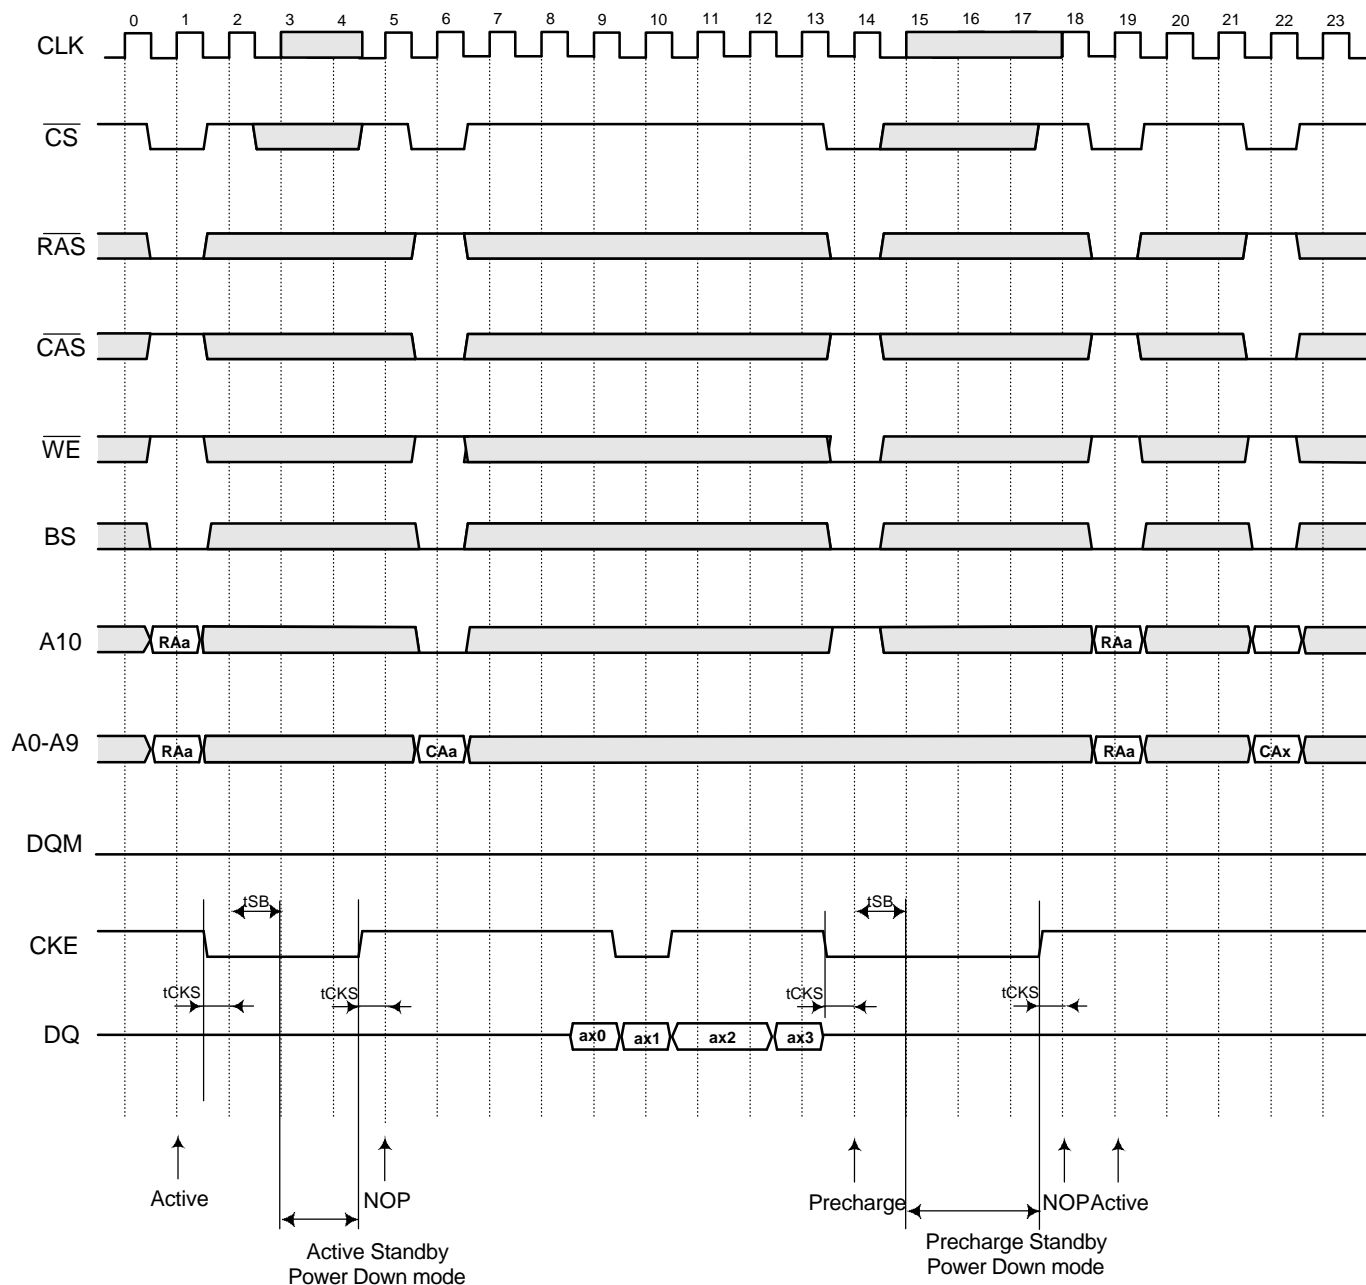 0 1 2 3 4 5 6 7 8 9 10 11 12 13 14 15 16 17 18 19 20 21 22 23
CLK
CS
RAS
CAS
WE
BS
A10 RAa RAa
A0-A9 RAa CAa RAa CAx
DQM
tSB tSB
CKE
tCKS tCKS tCKS tCKS
DQ ax0 ax1 ax2 ax3
Active NOP Precharge NOP Active
Active Standby
Power Down mode
Precharge Standby
Power Down mode